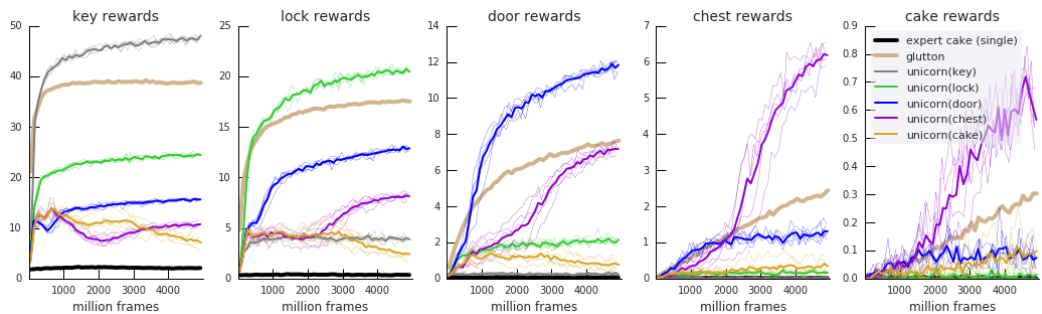 key rewards
50
40
30
20
10
0
1000 2000 3000 4000
million frames
lock rewards
25
20
15
10
5
0
1000 2000 3000 4000
million frames
door rewards
14
12
10
8
6
4
2
0
1000 2000 3000 4000
million frames
chest rewards
7
6
5
4
3
2
1
0
1000 2000 3000 4000
million frames
cake rewards
0.9
0.8
0.7
0.6
0.5
0.4
0.3
0.2
0.1
0.0
1000 2000 3000 4000
million frames
expert cake (single)
glutton
unicorn(key)
unicorn(lock)
unicorn(door)
unicorn(chest)
unicorn(cake)